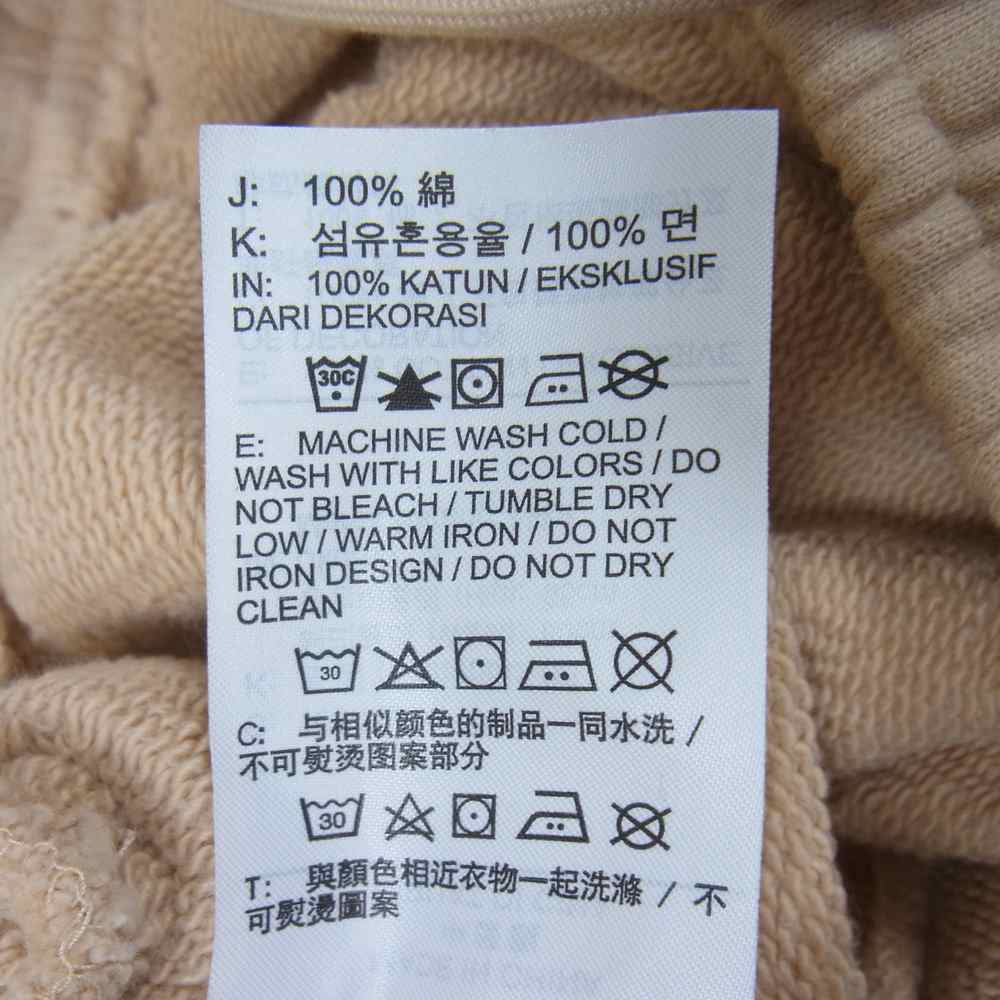 J: 100% 綿
K: 섬유혼용율 / 100% 면
IN: 100% KATUN / EKSKLUSIF
DARI DEKORASI
30C
E: MACHINE WASH COLD /
WASH WITH LIKE COLORS / DO
NOT BLEACH / TUMBLE DRY
LOW / WARM IRON / DO NOT
IRON DESIGN / DO NOT DRY
CLEAN
30
C: 与相似颜色的制品一同水洗 /
不可熨烫图案部分
30
T: 與顏色相近衣物一起洗滌 / 不
可熨燙圖案